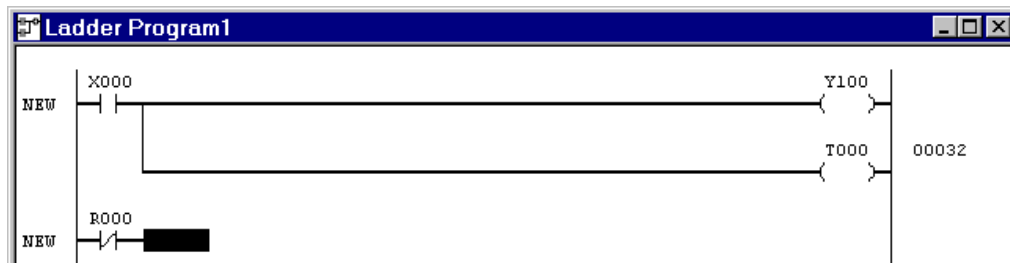 Ladder Program1
X000 Y100
NEW
T000 00032
R000
NEW